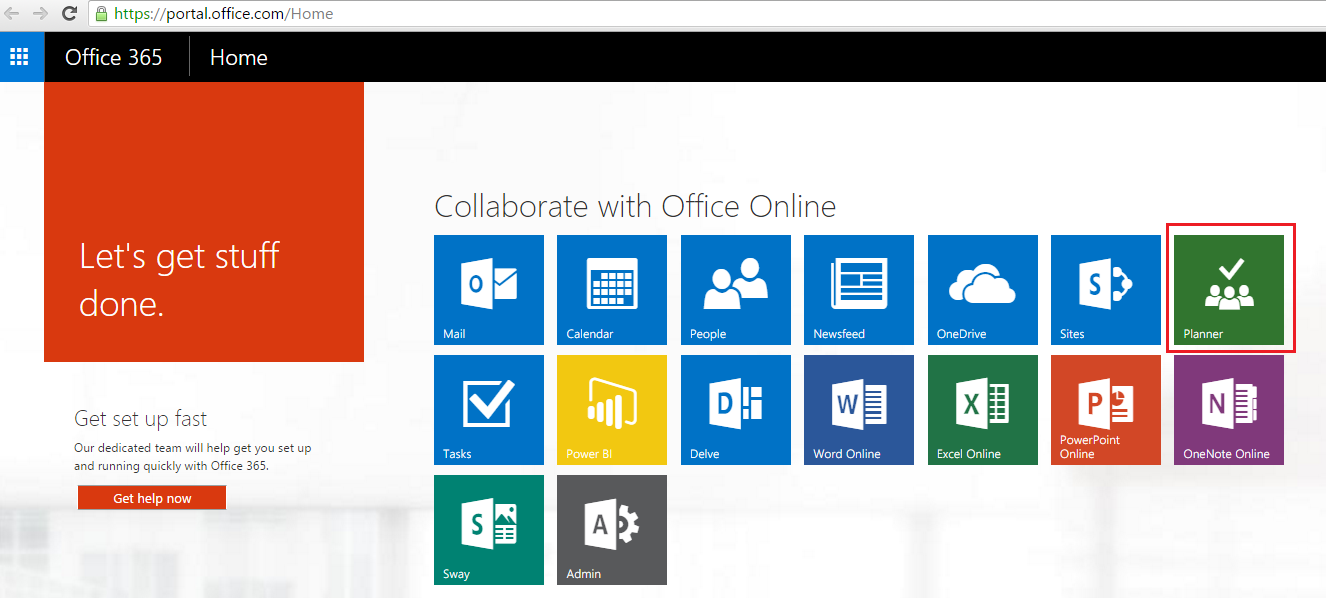 https://portal.office.com/Home
Office 365
Home
Let's get stuff
done.
Get set up fast
Our dedicated team will help get you set up
and running quickly with Office 365.
Get help now
Collaborate with Office Online
Mail
Calendar
People
Newsfeed
OneDrive
Sites
Planner
Tasks
Power BI
Delve
Word Online
Excel Online
PowerPoint
Online
OneNote Online
Sway
Admin